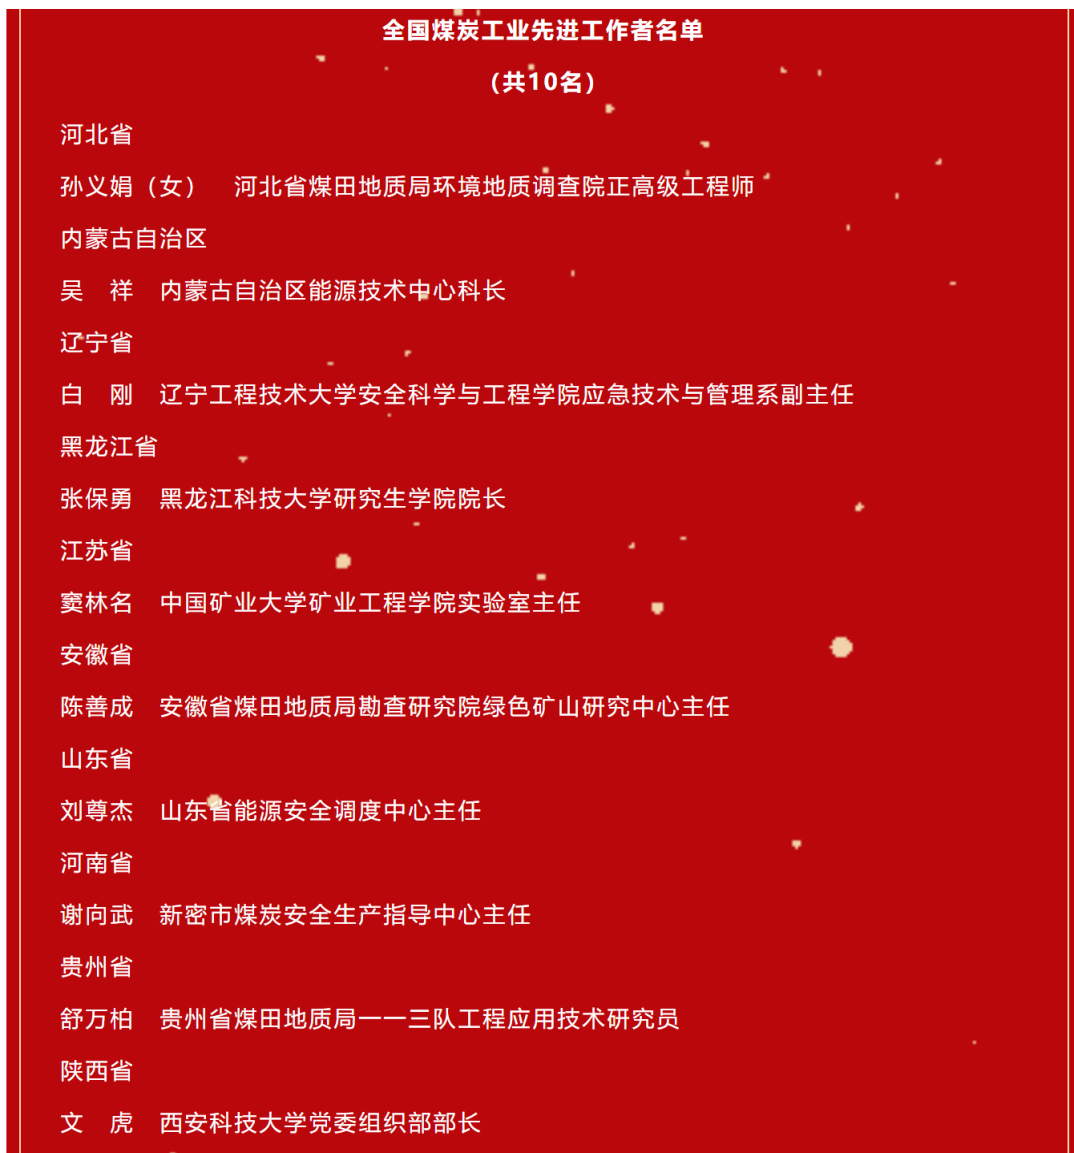 全国煤炭工业先进工作者名单
（共10名）
河北省
孙义娟（女）　河北省煤田地质局环境地质调查院正高级工程师
内蒙古自治区
吴　祥　内蒙古自治区能源技术中心科长
辽宁省
白　刚　辽宁工程技术大学安全科学与工程学院应急技术与管理系副主任
黑龙江省
张保勇　黑龙江科技大学研究生学院院长
江苏省
窦林名　中国矿业大学矿业工程学院实验室主任
安徽省
陈善成　安徽省煤田地质局勘查研究院绿色矿山研究中心主任
山东省
刘尊杰　山东省能源安全调度中心主任
河南省
谢向武　新密市煤炭安全生产指导中心主任
贵州省
舒万柏　贵州省煤田地质局一一三队工程应用技术研究员
陕西省
文　虎　西安科技大学党委组织部部长